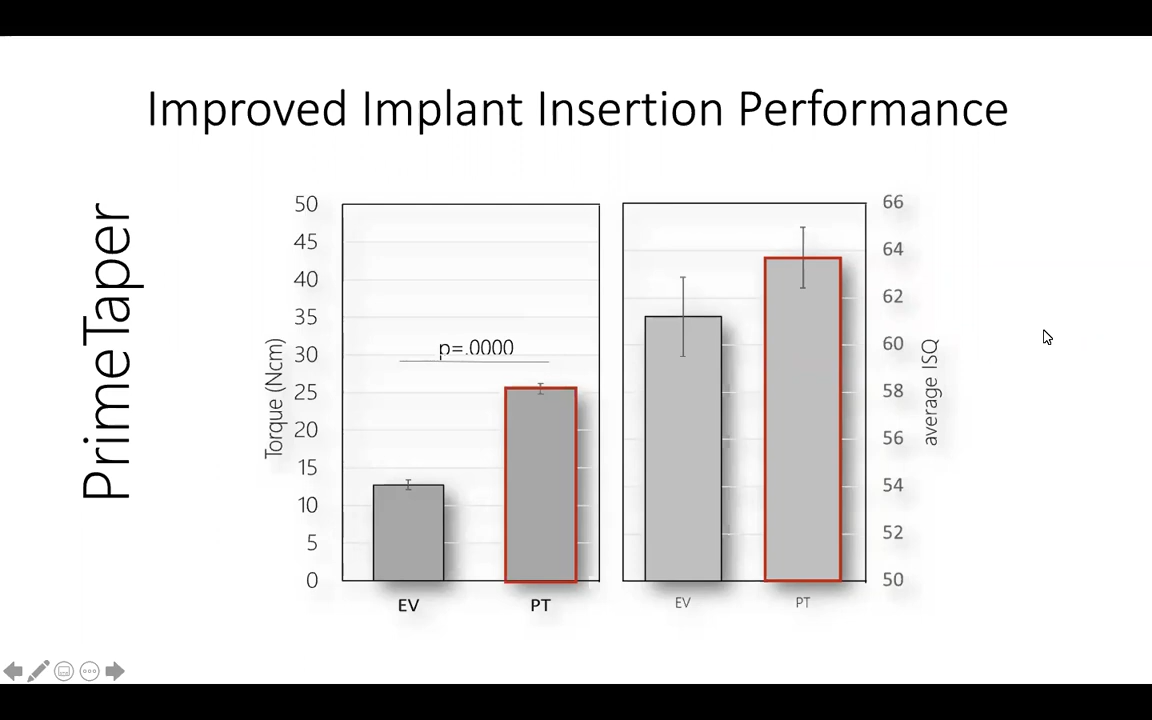 Improved Implant Insertion Performance
PrimeTaper
Torque (Ncm)
50
45
40
35
30
25
20
15
10
5
0
p=.0000
EV
PT
EV
PT
66
64
62
60
58
56
54
52
50
average ISQ